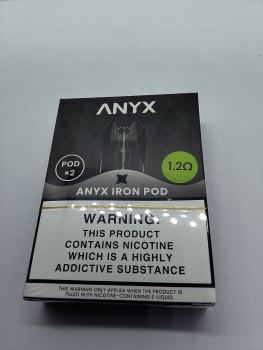 ANYX
POD
×2
1.2Ω
ANYX IRON POD
WARNING:
THIS PRODUCT
CONTAINS NICOTINE
WHICH IS A HIGHLY
ADDICTIVE SUBSTANCE
THIS WARNING ONLY APPLIES WHEN THE PRODUCT IS
FILLED WITH NICOTINE-CONTAINING E-LIQUID.